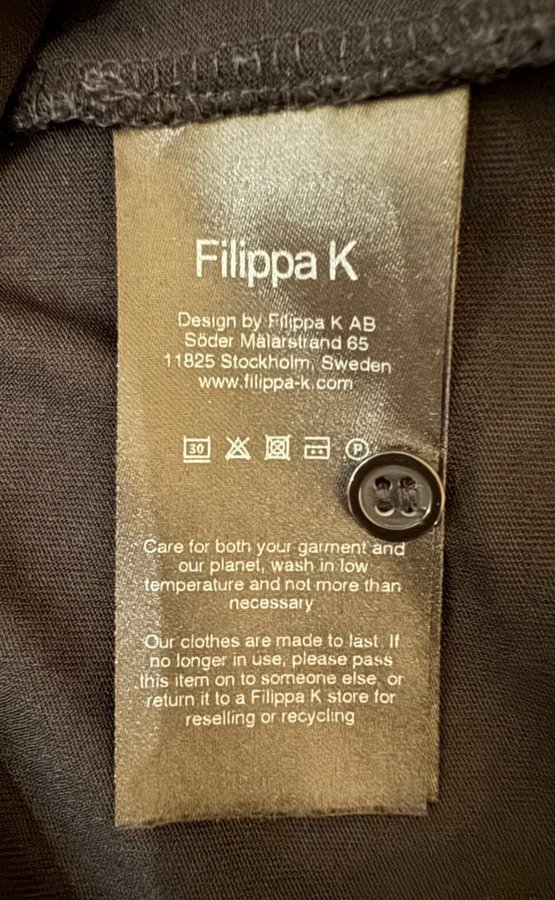 Filippa K
Design by Filippa K AB
Söder Mälarstrand 65
11825 Stockholm, Sweden
www.filippa-k.com
30 P
Care for both your garment and
our planet, wash in low
temperature and not more than
necessary
Our clothes are made to last. If
no longer in use, please pass
this item on to someone else, or
return it to a Filippa K store for
reselling or recycling